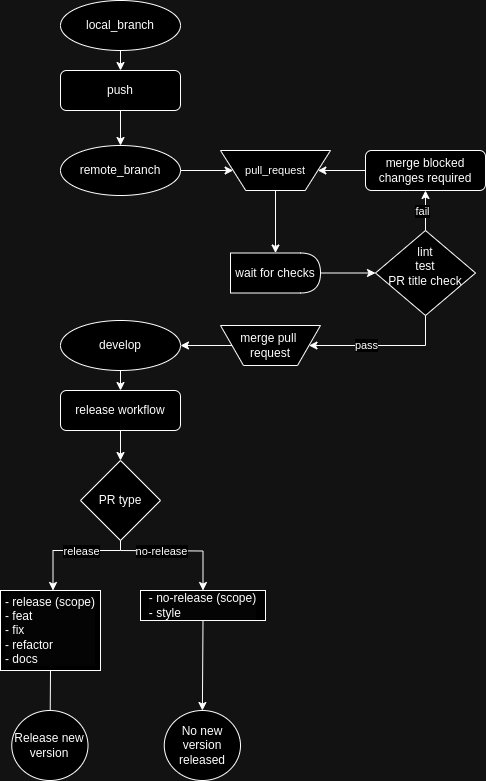 local_branch
push
remote_branch
pull_request
merge blocked
changes required
fail
wait for checks
lint
test
PR title check
pass
merge pull
request
develop
release workflow
PR type
release
no-release
- release (scope)
- feat
- fix
- refactor
- docs
- no-release (scope)
- style
Release new
version
No new
version
released